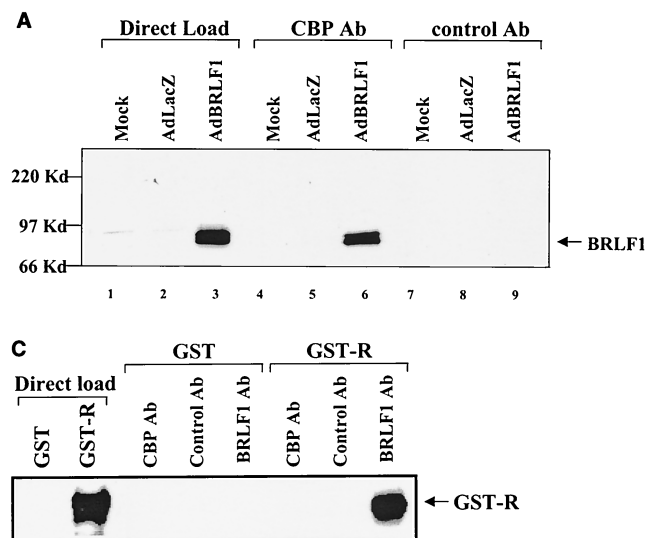 A
Direct Load CBP Ab control Ab
Mock AdLacZ AdBRLF1 Mock AdLacZ AdBRLF1 Mock AdLacZ AdBRLF1
220 Kd
97 Kd
BRLF1
66 Kd
1 2 3 4 5 6 7 8 9
C
GST GST-R
Direct load
GST GST-R CBP Ab Control Ab BRLF1 Ab CBP Ab Control Ab BRLF1 Ab
GST-R